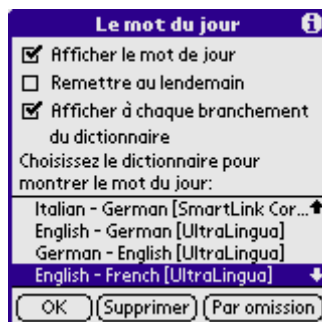 Le mot du jour
Afficher le mot de jour
Remettre au lendemain
Afficher à chaque branchement
du dictionnaire
Choisissez le dictionnaire pour
montrer le mot du jour:
Italian - German [SmartLink Cor...
English - German [UltraLingua]
German - English [UltraLingua]
English - French [UltraLingua]
OK Supprimer Par omission